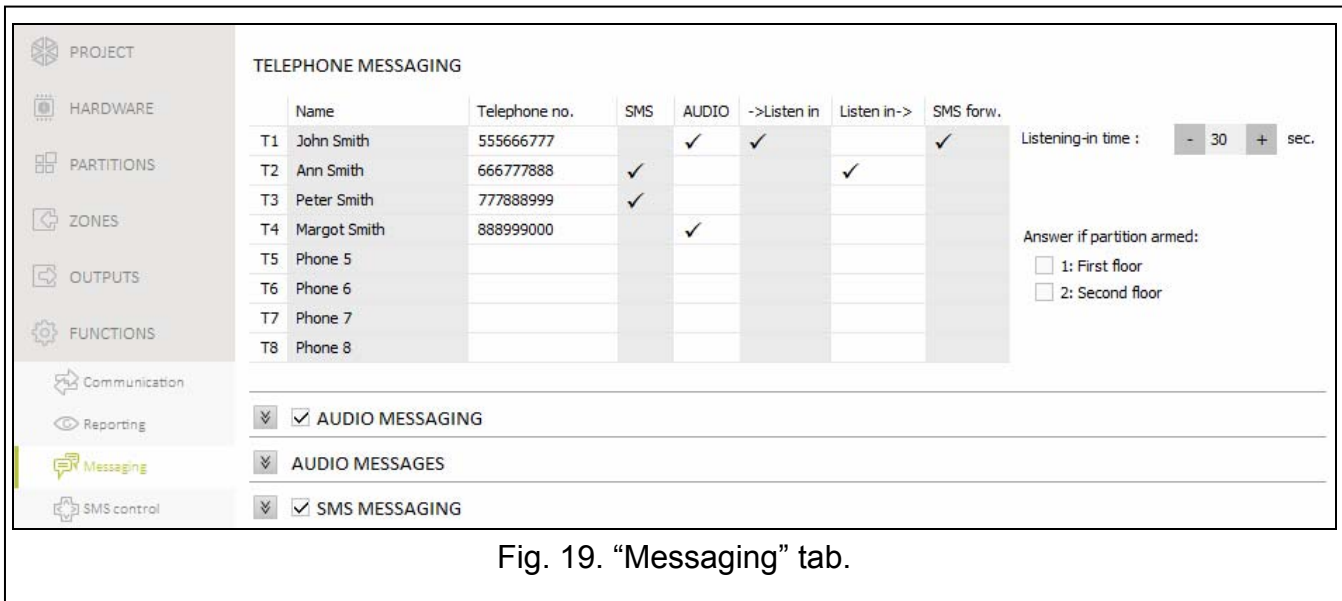 PROJECT
HARDWARE
PARTITIONS
ZONES
OUTPUTS
FUNCTIONS
Communication
Reporting
Messaging
SMS control
TELEPHONE MESSAGING
Name Telephone no. SMS AUDIO ->Listen in Listen in-> SMS forw.
T1 John Smith 555666777 ✓ ✓ ✓
T2 Ann Smith 666777888 ✓ ✓
T3 Peter Smith 777888999 ✓
T4 Margot Smith 888999000 ✓
T5 Phone 5
T6 Phone 6
T7 Phone 7
T8 Phone 8
Listening-in time : - 30 + sec.
Answer if partition armed:
1: First floor
2: Second floor
AUDIO MESSAGING
AUDIO MESSAGES
SMS MESSAGING
Fig. 19. “Messaging” tab.